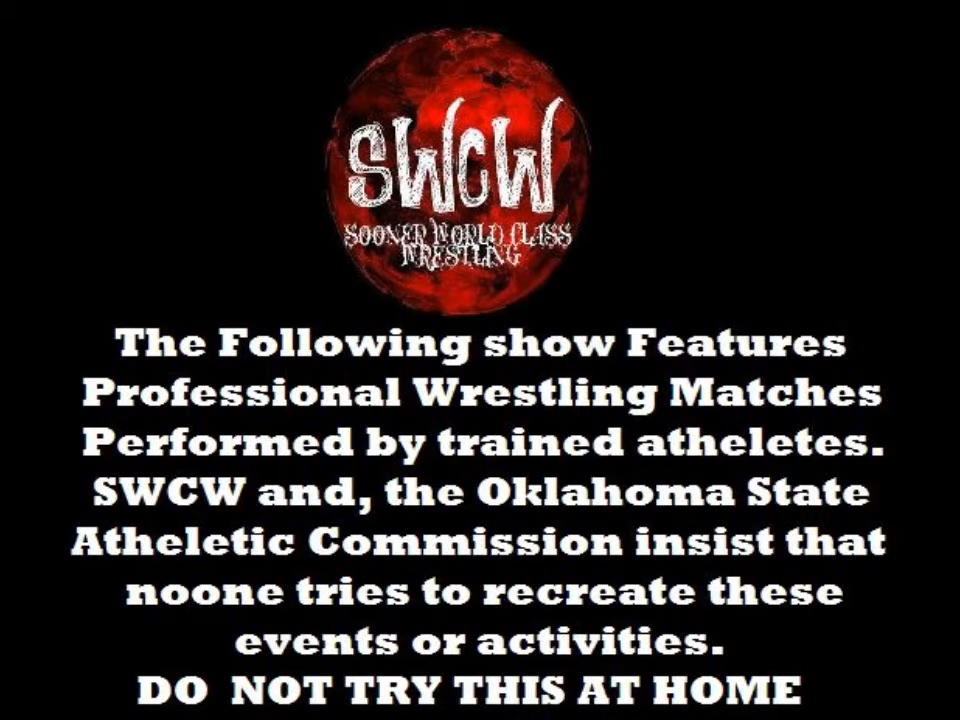 SWCW
SOONER WORLD CLASS
WRESTLING
The Following show Features
Professional Wrestling Matches
Performed by trained atheletes.
SWCW and, the Oklahoma State
Atheletic Commission insist that
noone tries to recreate these
events or activities.
DO NOT TRY THIS AT HOME